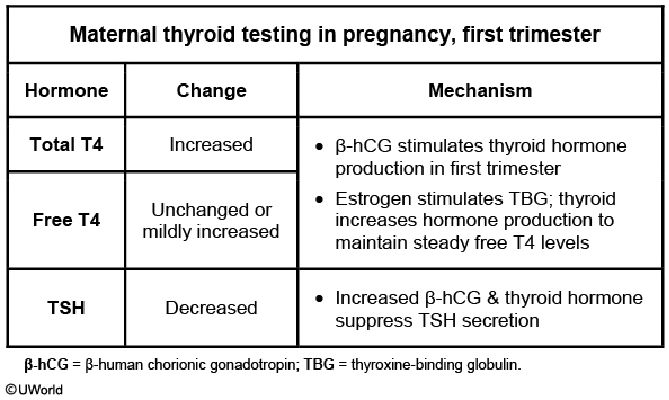 Maternal thyroid testing in pregnancy, first trimester
Hormone
Change
Mechanism
Total T4
Increased
• β-hCG stimulates thyroid hormone
production in first trimester
Free T4
Unchanged or
mildly increased
• Estrogen stimulates TBG; thyroid
increases hormone production to
maintain steady free T4 levels
TSH
Decreased
• Increased β-hCG & thyroid hormone
suppress TSH secretion
β-hCG = β-human chorionic gonadotropin; TBG = thyroxine-binding globulin.
©UWorld